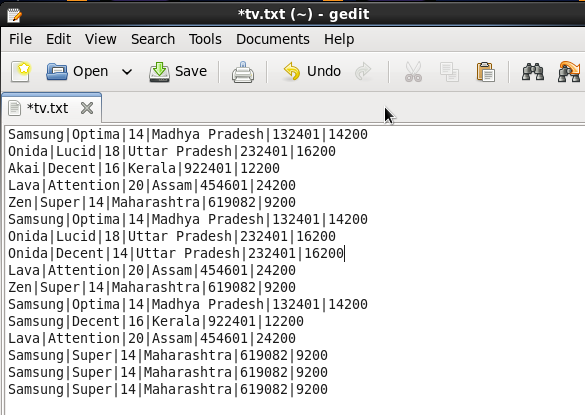 *tv.txt (~) - gedit
File Edit View Search Tools Documents Help
Open Save Undo
*tv.txt
Samsung|Optima|14|Madhya Pradesh|132401|14200
Onida|Lucid|18|Uttar Pradesh|232401|16200
Akai|Decent|16|Kerala|922401|12200
Lava|Attention|20|Assam|454601|24200
Zen|Super|14|Maharashtra|619082|9200
Samsung|Optima|14|Madhya Pradesh|132401|14200
Onida|Lucid|18|Uttar Pradesh|232401|16200
Onida|Decent|14|Uttar Pradesh|232401|16200
Lava|Attention|20|Assam|454601|24200
Zen|Super|14|Maharashtra|619082|9200
Samsung|Optima|14|Madhya Pradesh|132401|14200
Samsung|Decent|16|Kerala|922401|12200
Lava|Attention|20|Assam|454601|24200
Samsung|Super|14|Maharashtra|619082|9200
Samsung|Super|14|Maharashtra|619082|9200
Samsung|Super|14|Maharashtra|619082|9200